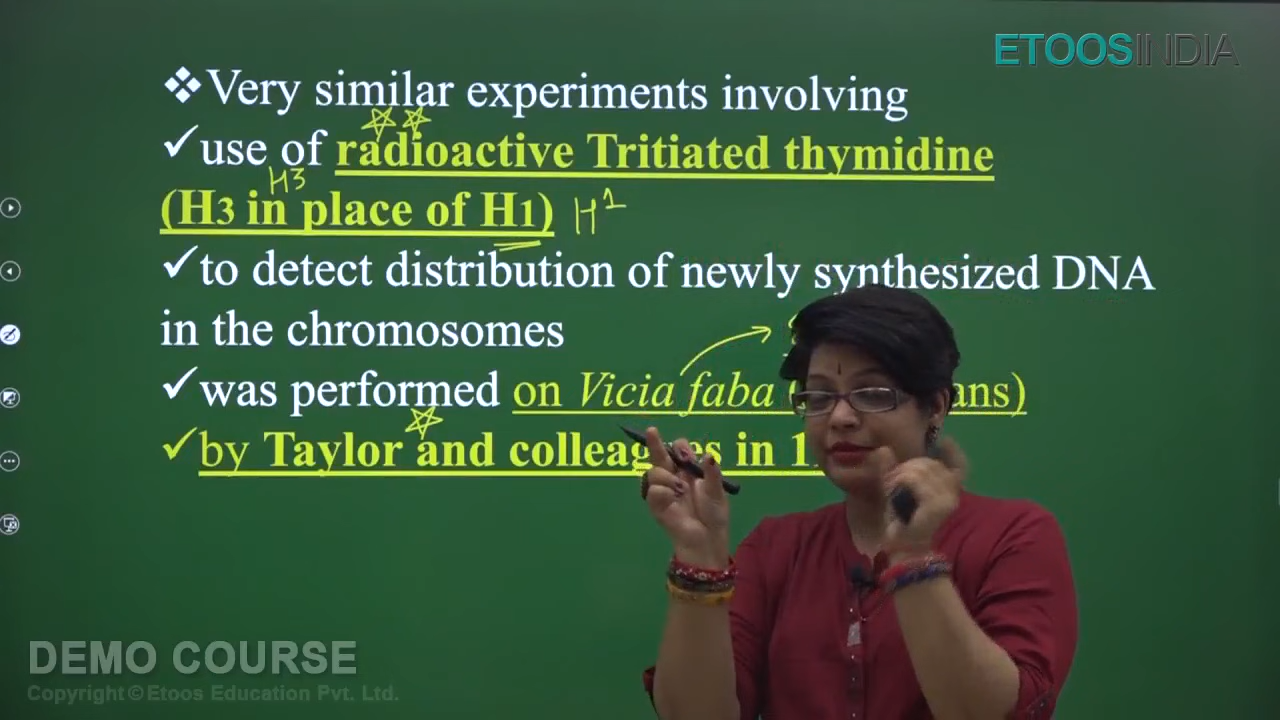 ETOOSINDIA
❖Very similar experiments involving
✓use of radioactive Tritiated thymidine
H3
(H3 in place of H1) H1
✓to detect distribution of newly synthesized DNA
in the chromosomes
✓was performed on Vicia faba
✓by Taylor and colleagues in
DEMO COURSE
Copyright©Etoos Education Pvt. Ltd.